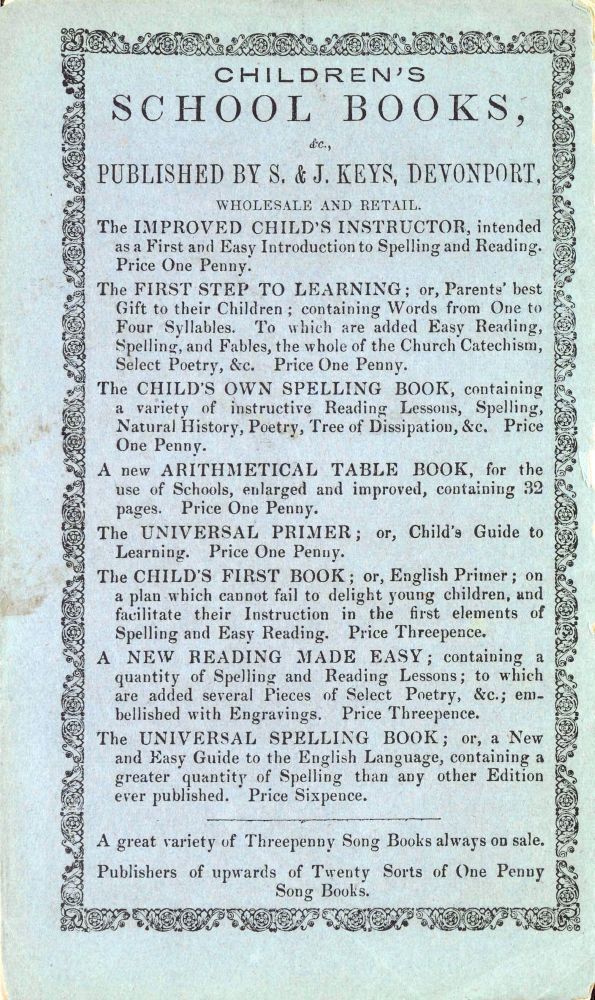 CHILDREN'S
SCHOOL BOOKS,
&c.,
PUBLISHED BY S. & J. KEYS, DEVONPORT.
WHOLESALE AND RETAIL.
The IMPROVED CHILD'S INSTRUCTOR, intended
as a First and Easy Introduction to Spelling and Reading.
Price One Penny.
The FIRST STEP TO LEARNING; or, Parents' best
Gift to their Children; containing Words from One to
Four Syllables. To which are added Easy Reading,
Spelling, and Fables, the whole of the Church Catechism,
Select Poetry, &c. Price One Penny.
The CHILD'S OWN SPELLING BOOK, containing
a variety of instructive Reading Lessons, Spelling,
Natural History, Poetry, Tree of Dissipation, &c. Price
One Penny.
A new ARITHMETICAL TABLE BOOK, for the
use of Schools, enlarged and improved, containing 32
pages. Price One Penny.
The UNIVERSAL PRIMER; or, Child's Guide to
Learning. Price One Penny.
The CHILD'S FIRST BOOK; or, English Primer; on
a plan which cannot fail to delight young children, and
facilitate their Instruction in the first elements of
Spelling and Easy Reading. Price Threepence.
A NEW READING MADE EASY; containing a
quantity of Spelling and Reading Lessons; to which
are added several Pieces of Select Poetry, &c.; em-
bellished with Engravings. Price Threepence.
The UNIVERSAL SPELLING BOOK; or, a New
and Easy Guide to the English Language, containing a
greater quantity of Spelling than any other Edition
ever published. Price Sixpence.
A great variety of Threepenny Song Books always on sale.
Publishers of upwards of Twenty Sorts of One Penny
Song Books.